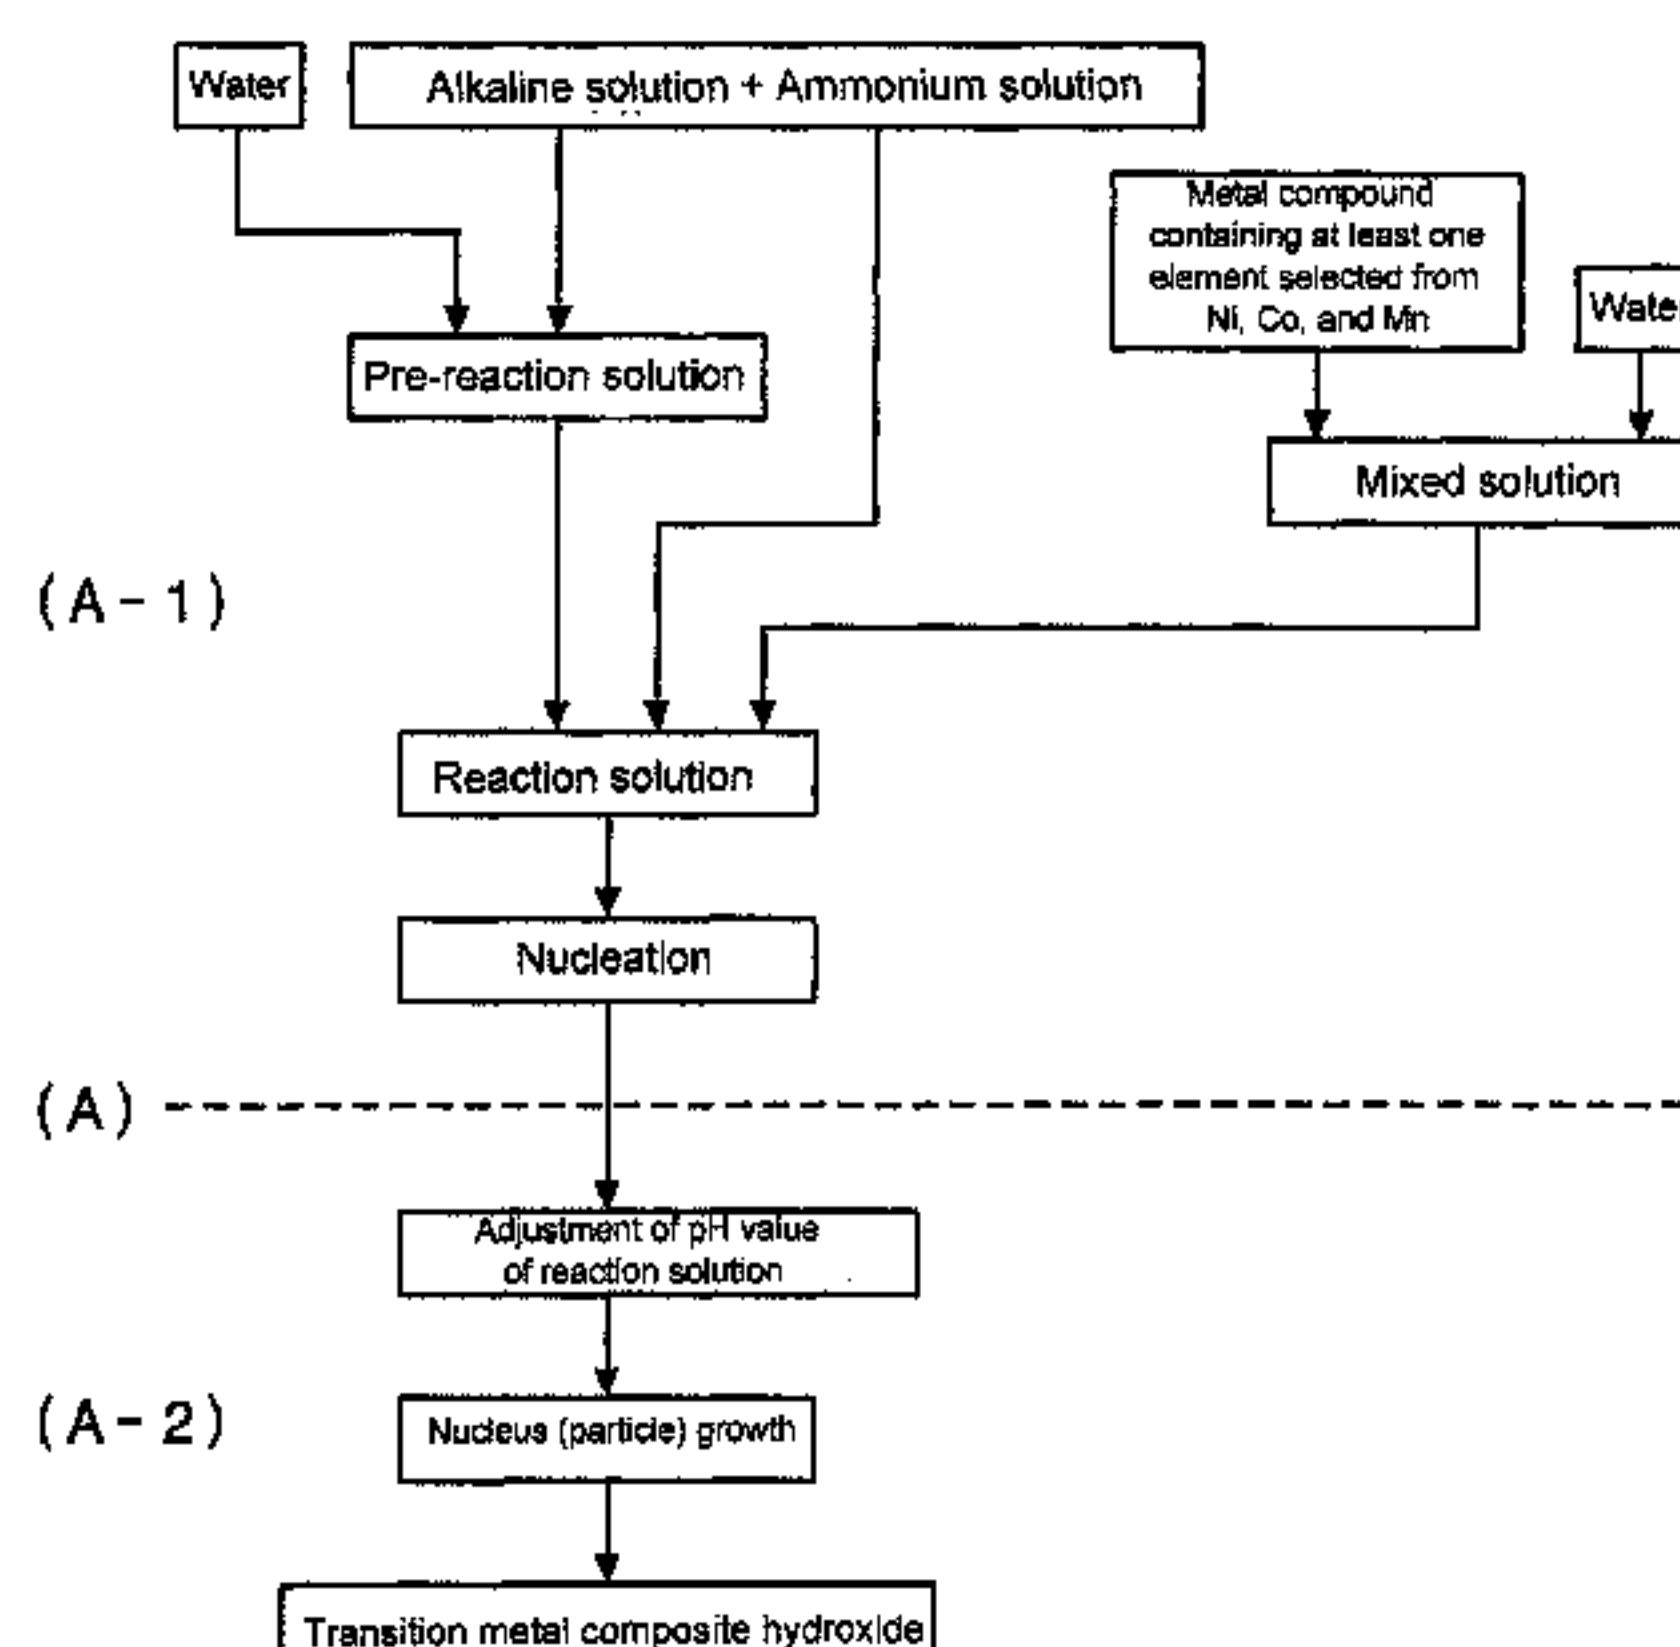 Water
Alkaline solution + Ammonium solution
Metal compound
containing at least one
element selected from
Ni, Co, and Mn
Wate
Pre-reaction solution
Mixed solution
(A-1)
Reaction solution
Nucleation
(A)
Adjustment of pH value
of reaction solution
(A-2)
Nucleus (particle) growth
Transition metal composite hydroxide